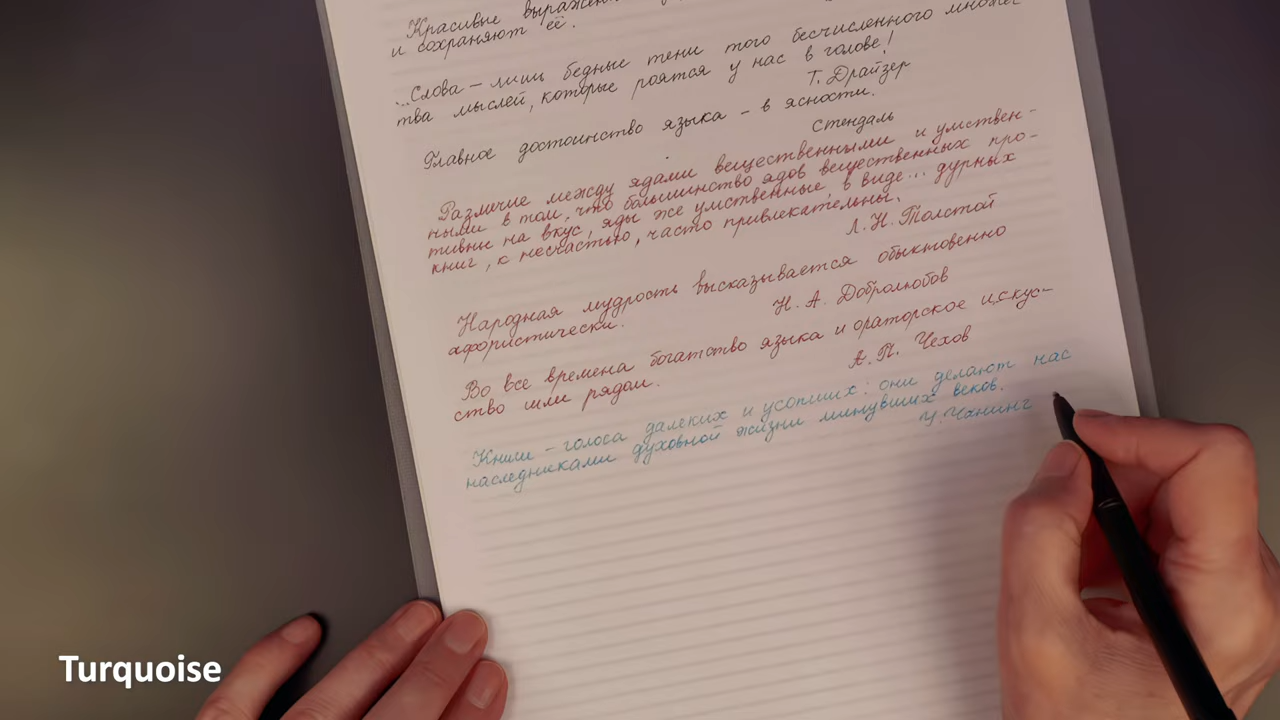 Красивые выражения
и сохраняют её.
...Слова – лишь бедные тени того бесчисленного множес
тва мыслей, которые роятся у нас в голове!
Т. Драйзер
Главное достоинство языка – в ясности.
Стендаль
Различие между ядами вещественными и умствен-
ными в том, что большинство ядов вещественных про-
тивны на вкус, яды же умственные, в виде... дурных
книг, к несчастью, часто привлекательны.
Л. Н. Толстой
Народная мудрость высказывается обыкновенно
афористически.
Н. А. Добролюбов
Во все времена богатство языка и ораторское искус-
ство шли рядом.
А. П. Чехов
Книги – голоса далеких и усопших: они делают нас
наследниками духовной жизни минувших веков.
У. Чэнинг
Turquoise